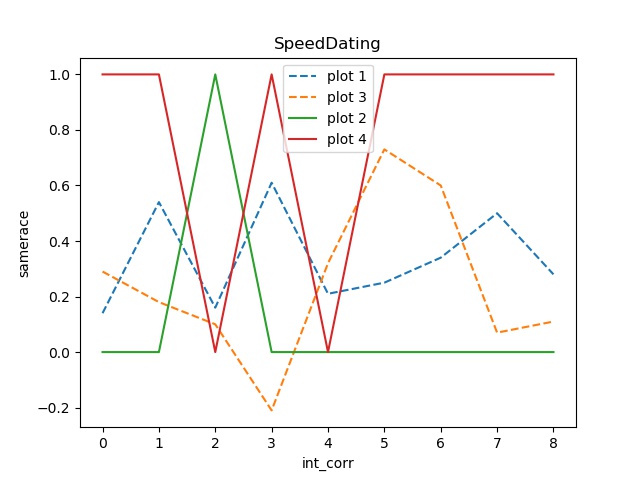 SpeedDating
plot 1
plot 3
plot 2
plot 4
samerace
1.0
0.8
0.6
0.4
0.2
0.0
−0.2
0 1 2 3 4 5 6 7 8
int_corr